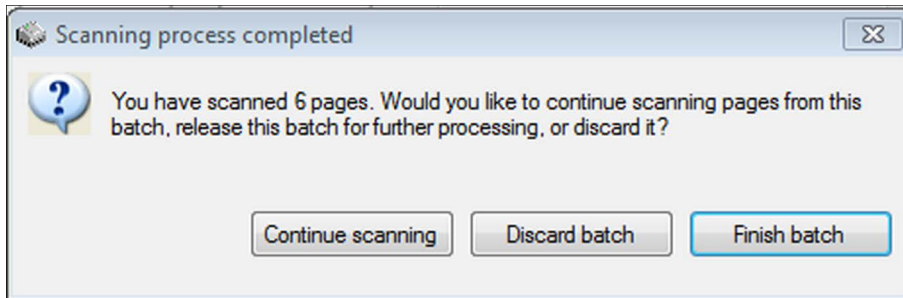 Scanning process completed
You have scanned 6 pages. Would you like to continue scanning pages from this
batch, release this batch for further processing, or discard it?
Continue scanning
Discard batch
Finish batch